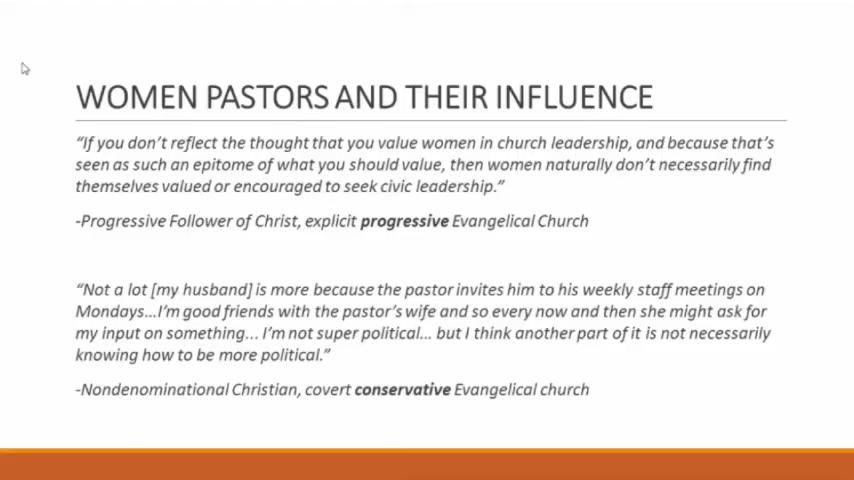 WOMEN PASTORS AND THEIR INFLUENCE
“If you don’t reflect the thought that you value women in church leadership, and because that’s
seen as such an epitome of what you should value, then women naturally don’t necessarily find
themselves valued or encouraged to seek civic leadership.”
-Progressive Follower of Christ, explicit progressive Evangelical Church
“Not a lot [my husband] is more because the pastor invites him to his weekly staff meetings on
Mondays…I’m good friends with the pastor’s wife and so every now and then she might ask for
my input on something… I’m not super political… but I think another part of it is not necessarily
knowing how to be more political.”
-Nondenominational Christian, covert conservative Evangelical church